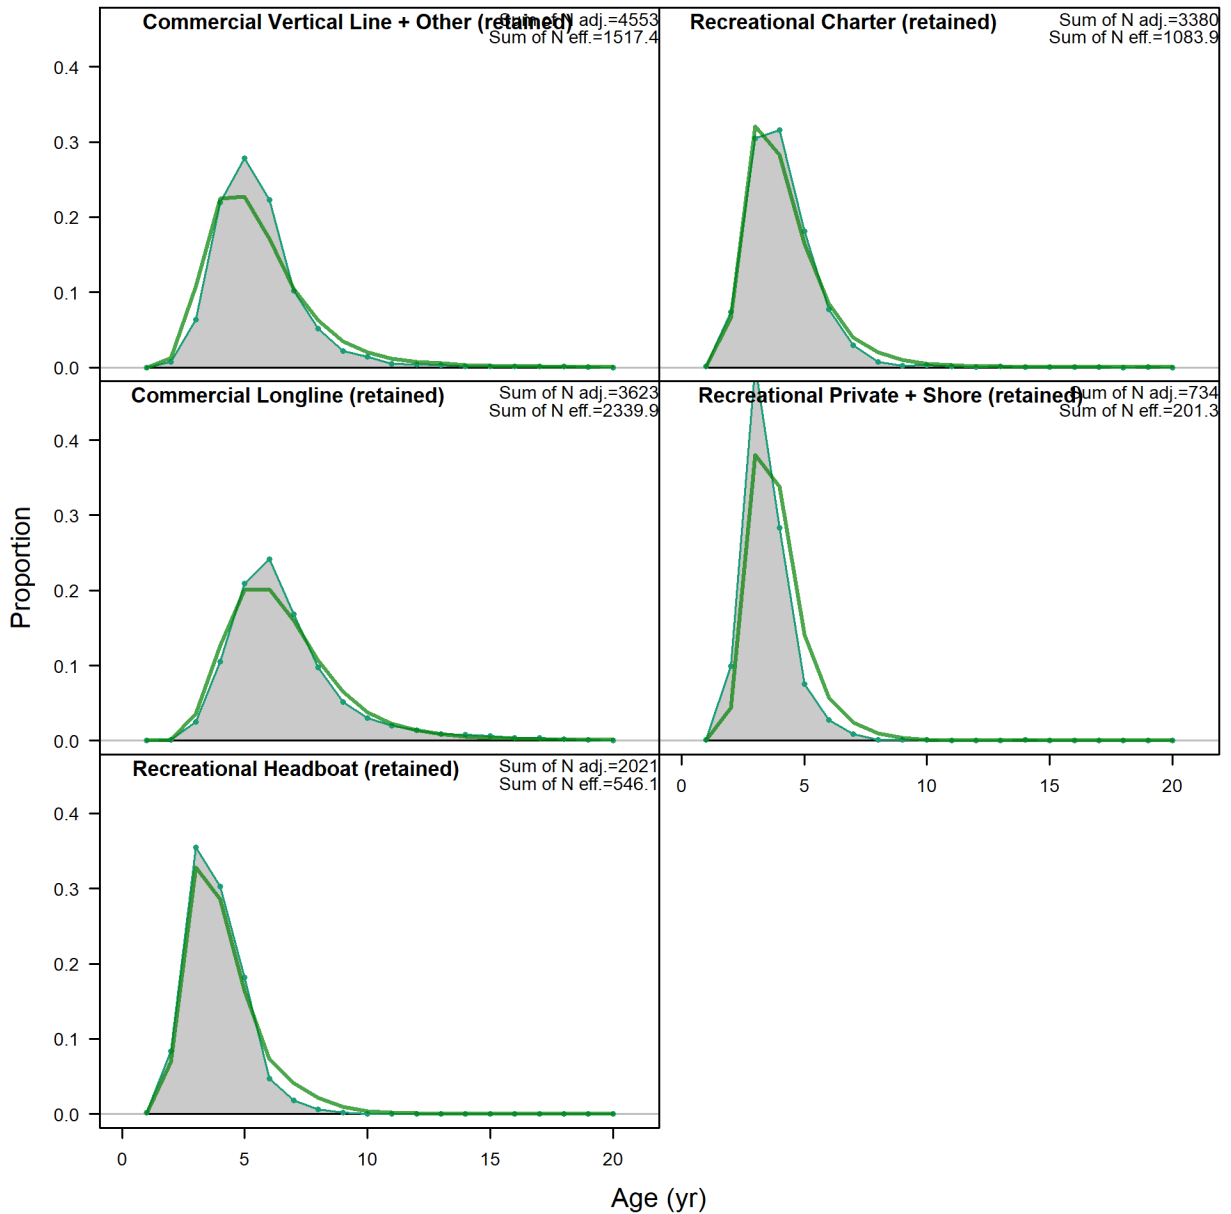 Commercial Vertical Line + Other (retained)
Sum of N adj.=4553
Sum of N eff.=1517.4
Recreational Charter (retained)
Sum of N adj.=3380
Sum of N eff.=1083.9
0.4
0.3
0.2
0.1
0.0
Commercial Longline (retained)
Sum of N adj.=3623
Sum of N eff.=2339.9
Recreational Private + Shore (retained)
Sum of N adj.=734
Sum of N eff.=201.3
0.4
0.3
0.2
0.1
0.0
0 5 10 15 20
Recreational Headboat (retained)
Sum of N adj.=2021
Sum of N eff.=546.1
0.4
0.3
0.2
0.1
0.0
0 5 10 15 20
Proportion
Age (yr)